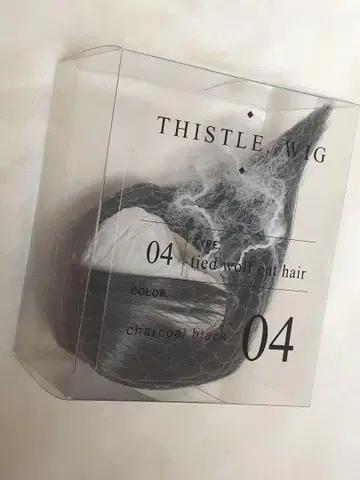 THISTLE, WIG
TYPE.
04 tied wolf cut hair
COLOR.
charcoal black
04